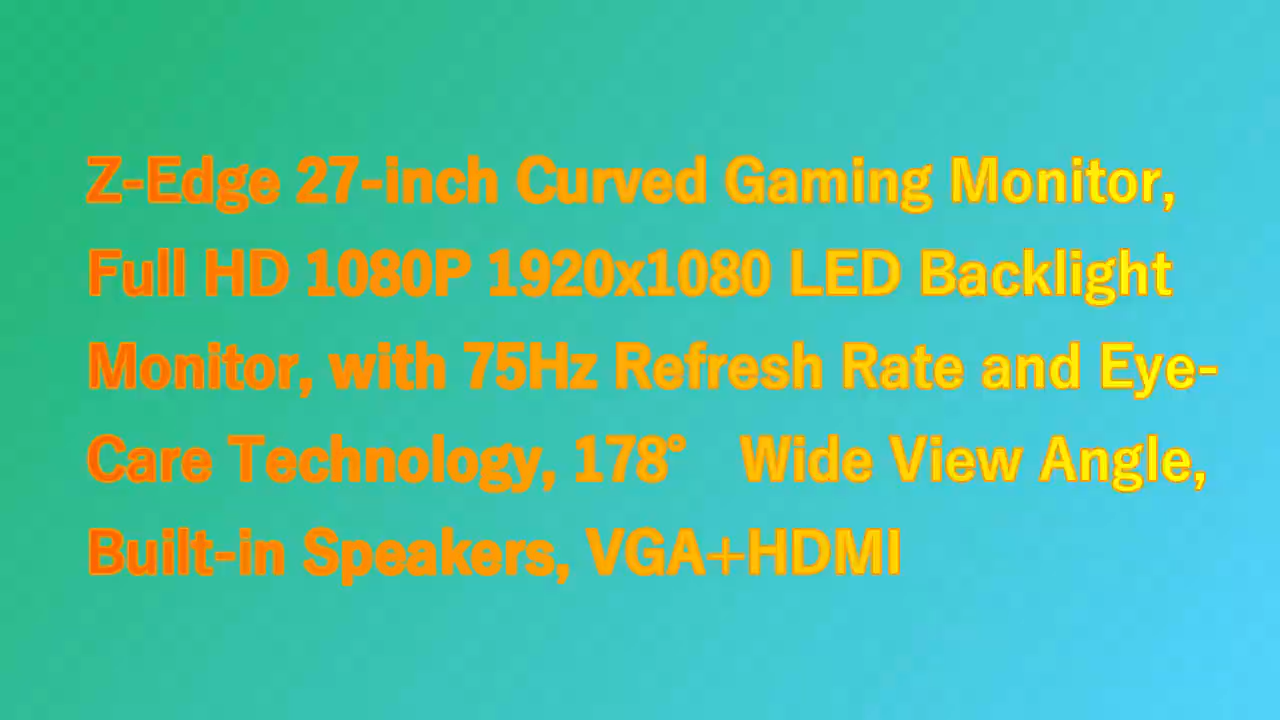 Z-Edge 27-inch Curved Gaming Monitor,
Full HD 1080P 1920x1080 LED Backlight
Monitor, with 75Hz Refresh Rate and Eye-
Care Technology, 178° Wide View Angle,
Built-in Speakers, VGA+HDMI